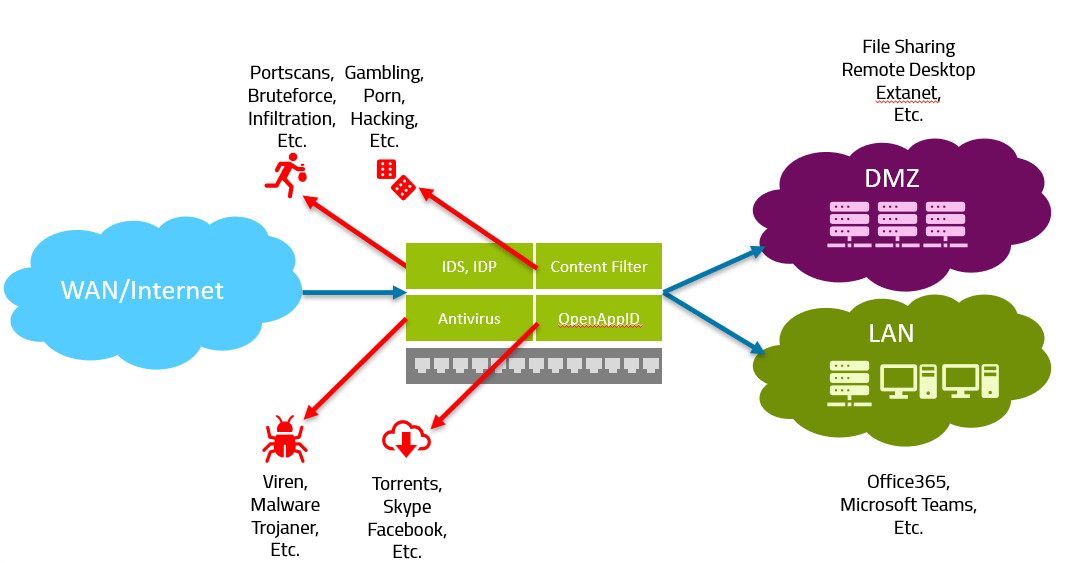 File Sharing
Remote Desktop
Extanet,
Etc.
Portscans,
Bruteforce,
Infiltration,
Etc.
Gambling,
Porn,
Hacking,
Etc.
DMZ
WAN/Internet
IDS, IDP
Content Filter
Antivirus
OpenAppID
LAN
Viren,
Malware
Trojaner,
Etc.
Torrents,
Skype
Facebook,
Etc.
Office365,
Microsoft Teams,
Etc.